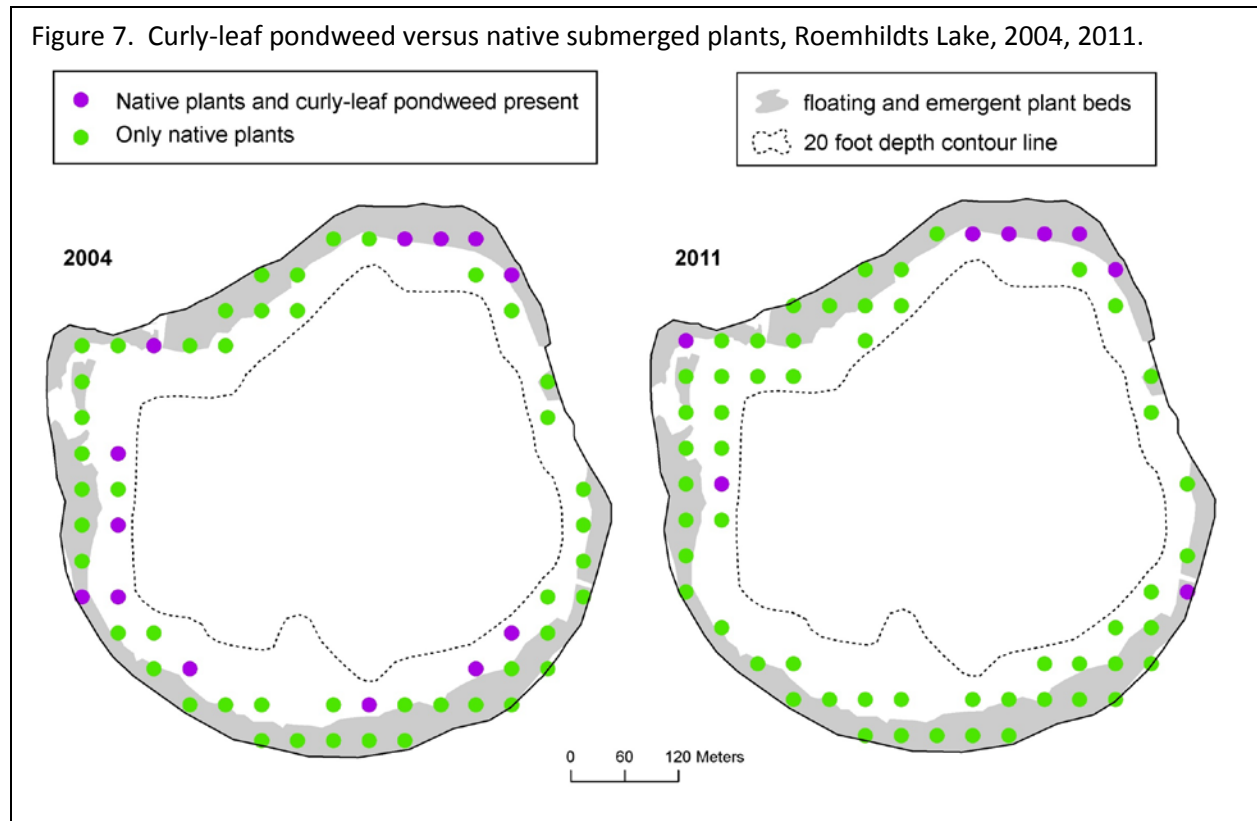 Figure 7. Curly-leaf pondweed versus native submerged plants, Roemhildts Lake, 2004, 2011.
Native plants and curly-leaf pondweed present
Only native plants
floating and emergent plant beds
20 foot depth contour line
2004
2011
0 60 120 Meters